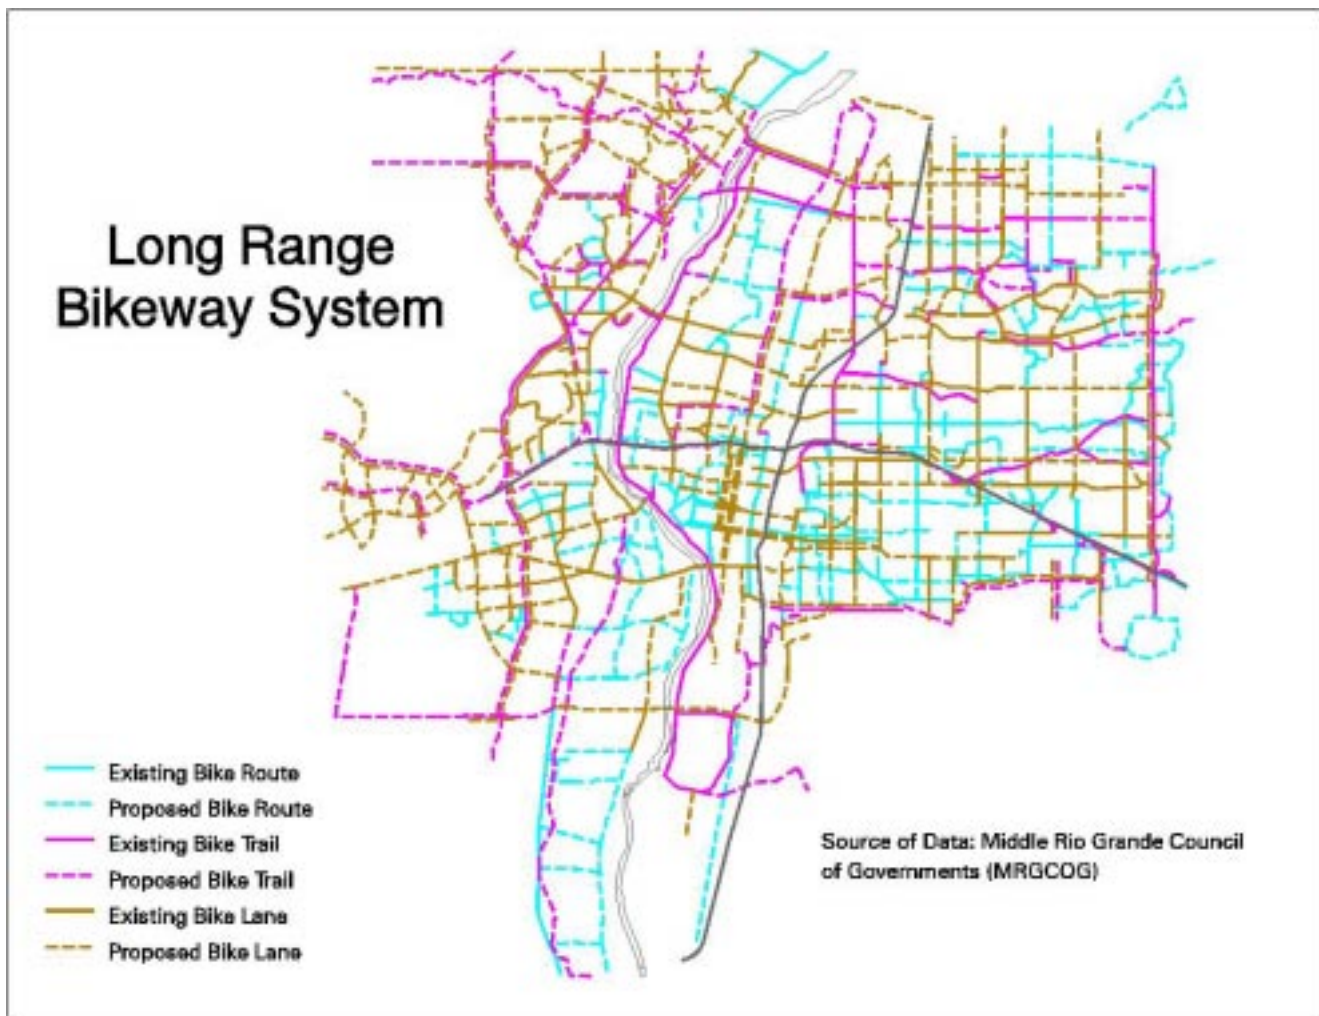 Long Range
Bikeway System
Existing Bike Route
Proposed Bike Route
Existing Bike Trail
Proposed Bike Trail
Existing Bike Lane
Proposed Bike Lane
Source of Data: Middle Rio Grande Council
of Governments (MRGCOG)